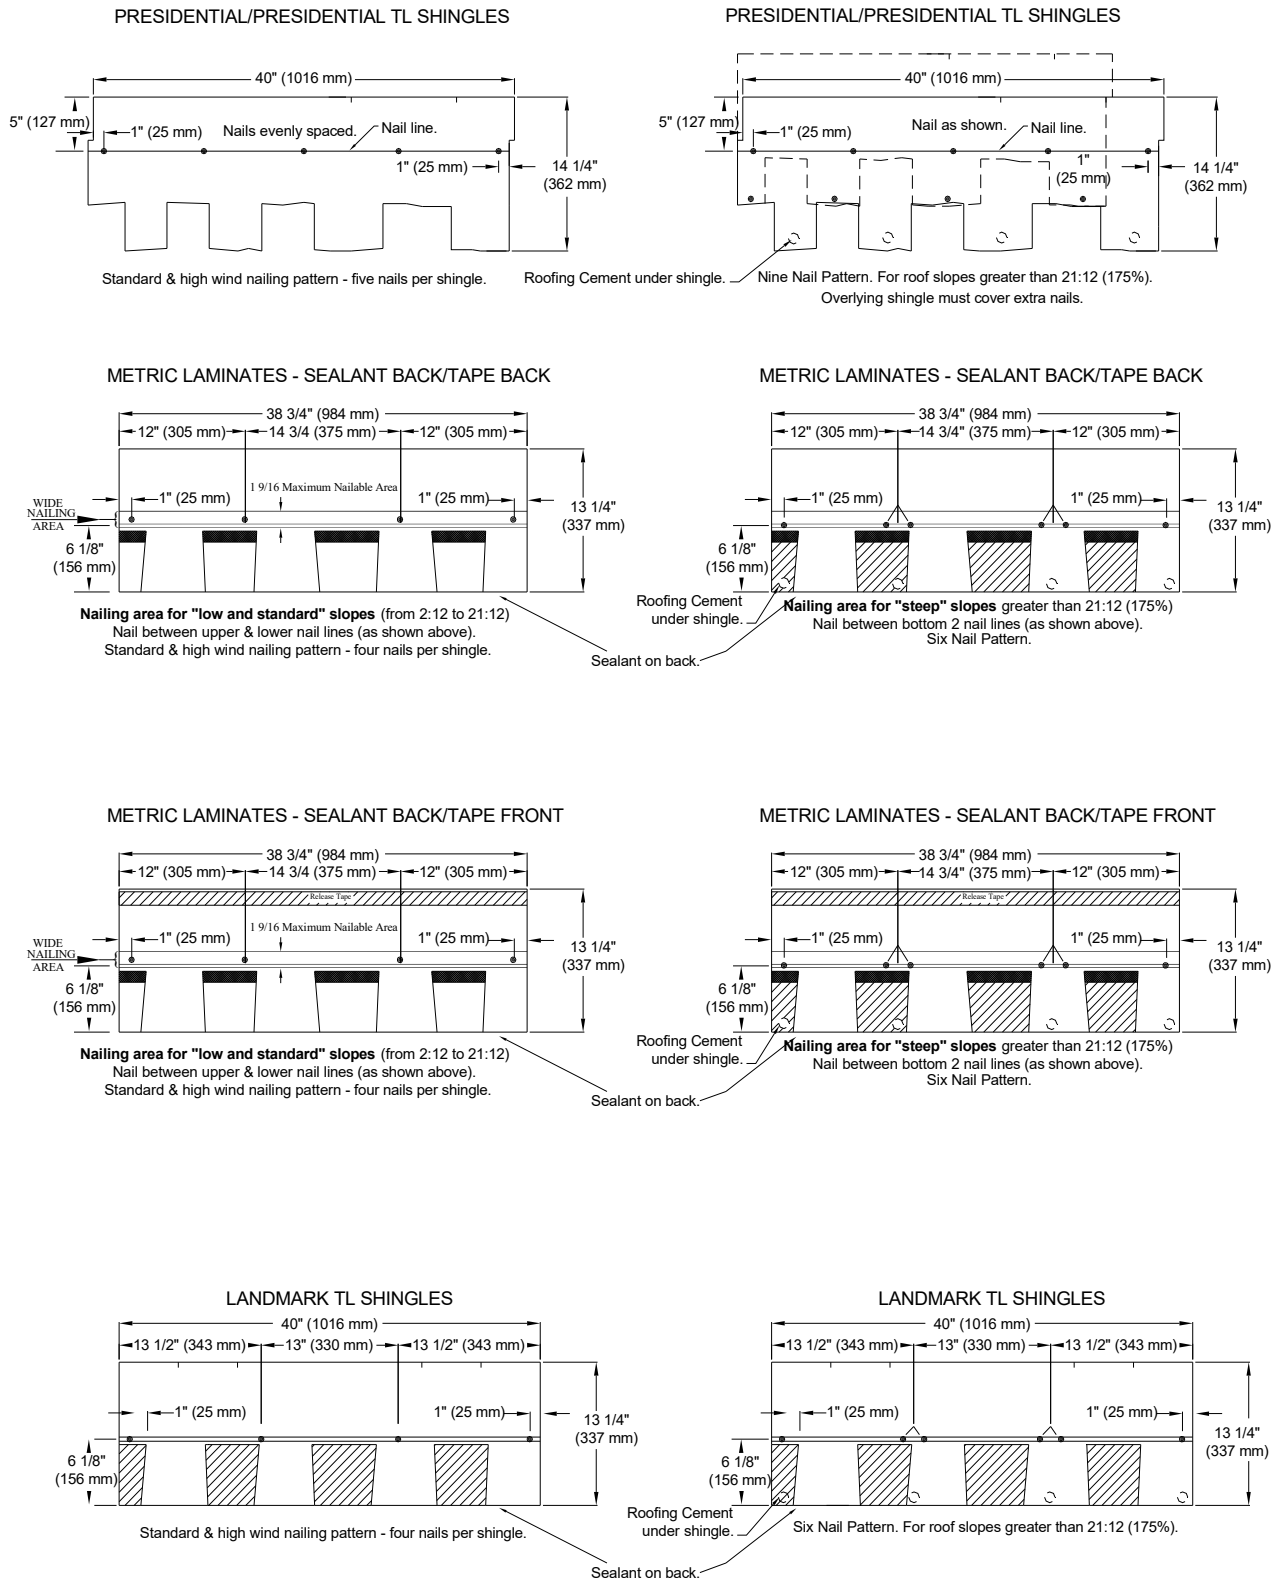 PRESIDENTIAL/PRESIDENTIAL TL SHINGLES
40" (1016 mm)
5" (127 mm)
1" (25 mm)
Nails evenly spaced.
Nail line.
1" (25 mm)
14 1/4"
(362 mm)
Standard & high wind nailing pattern - five nails per shingle.
PRESIDENTIAL/PRESIDENTIAL TL SHINGLES
40" (1016 mm)
5" (127 mm)
1" (25 mm)
Nail as shown.
Nail line.
1"
(25 mm)
14 1/4"
(362 mm)
Roofing Cement under shingle.
Nine Nail Pattern. For roof slopes greater than 21:12 (175%).
Overlying shingle must cover extra nails.
METRIC LAMINATES - SEALANT BACK/TAPE BACK
38 3/4" (984 mm)
12" (305 mm)
14 3/4 (375 mm)
12" (305 mm)
1 9/16 Maximum Nailable Area
1" (25 mm)
1" (25 mm)
WIDE
NAILING
AREA
13 1/4"
(337 mm)
6 1/8"
(156 mm)
Nailing area for "low and standard" slopes (from 2:12 to 21:12)
Nail between upper & lower nail lines (as shown above).
Standard & high wind nailing pattern - four nails per shingle.
METRIC LAMINATES - SEALANT BACK/TAPE BACK
38 3/4" (984 mm)
12" (305 mm)
14 3/4" (375 mm)
12" (305 mm)
1" (25 mm)
1" (25 mm)
13 1/4"
(337 mm)
6 1/8"
(156 mm)
Roofing Cement
under shingle.
Nailing area for "steep" slopes greater than 21:12 (175%)
Nail between bottom 2 nail lines (as shown above).
Six Nail Pattern.
Sealant on back.
METRIC LAMINATES - SEALANT BACK/TAPE FRONT
38 3/4" (984 mm)
12" (305 mm)
14 3/4 (375 mm)
12" (305 mm)
Release Tape
1 9/16 Maximum Nailable Area
1" (25 mm)
1" (25 mm)
WIDE
NAILING
AREA
13 1/4"
(337 mm)
6 1/8"
(156 mm)
Nailing area for "low and standard" slopes (from 2:12 to 21:12)
Nail between upper & lower nail lines (as shown above).
Standard & high wind nailing pattern - four nails per shingle.
METRIC LAMINATES - SEALANT BACK/TAPE FRONT
38 3/4" (984 mm)
12" (305 mm)
14 3/4" (375 mm)
12" (305 mm)
Release Tape
1" (25 mm)
1" (25 mm)
13 1/4"
(337 mm)
6 1/8"
(156 mm)
Roofing Cement
under shingle.
Nailing area for "steep" slopes greater than 21:12 (175%)
Nail between bottom 2 nail lines (as shown above).
Six Nail Pattern.
Sealant on back.
LANDMARK TL SHINGLES
40" (1016 mm)
13 1/2" (343 mm)
13" (330 mm)
13 1/2" (343 mm)
1" (25 mm)
1" (25 mm)
13 1/4"
(337 mm)
6 1/8"
(156 mm)
Standard & high wind nailing pattern - four nails per shingle.
LANDMARK TL SHINGLES
40" (1016 mm)
13 1/2" (343 mm)
13" (330 mm)
13 1/2" (343 mm)
1" (25 mm)
1" (25 mm)
13 1/4"
(337 mm)
6 1/8"
(156 mm)
Roofing Cement
under shingle.
Six Nail Pattern. For roof slopes greater than 21:12 (175%).
Sealant on back.